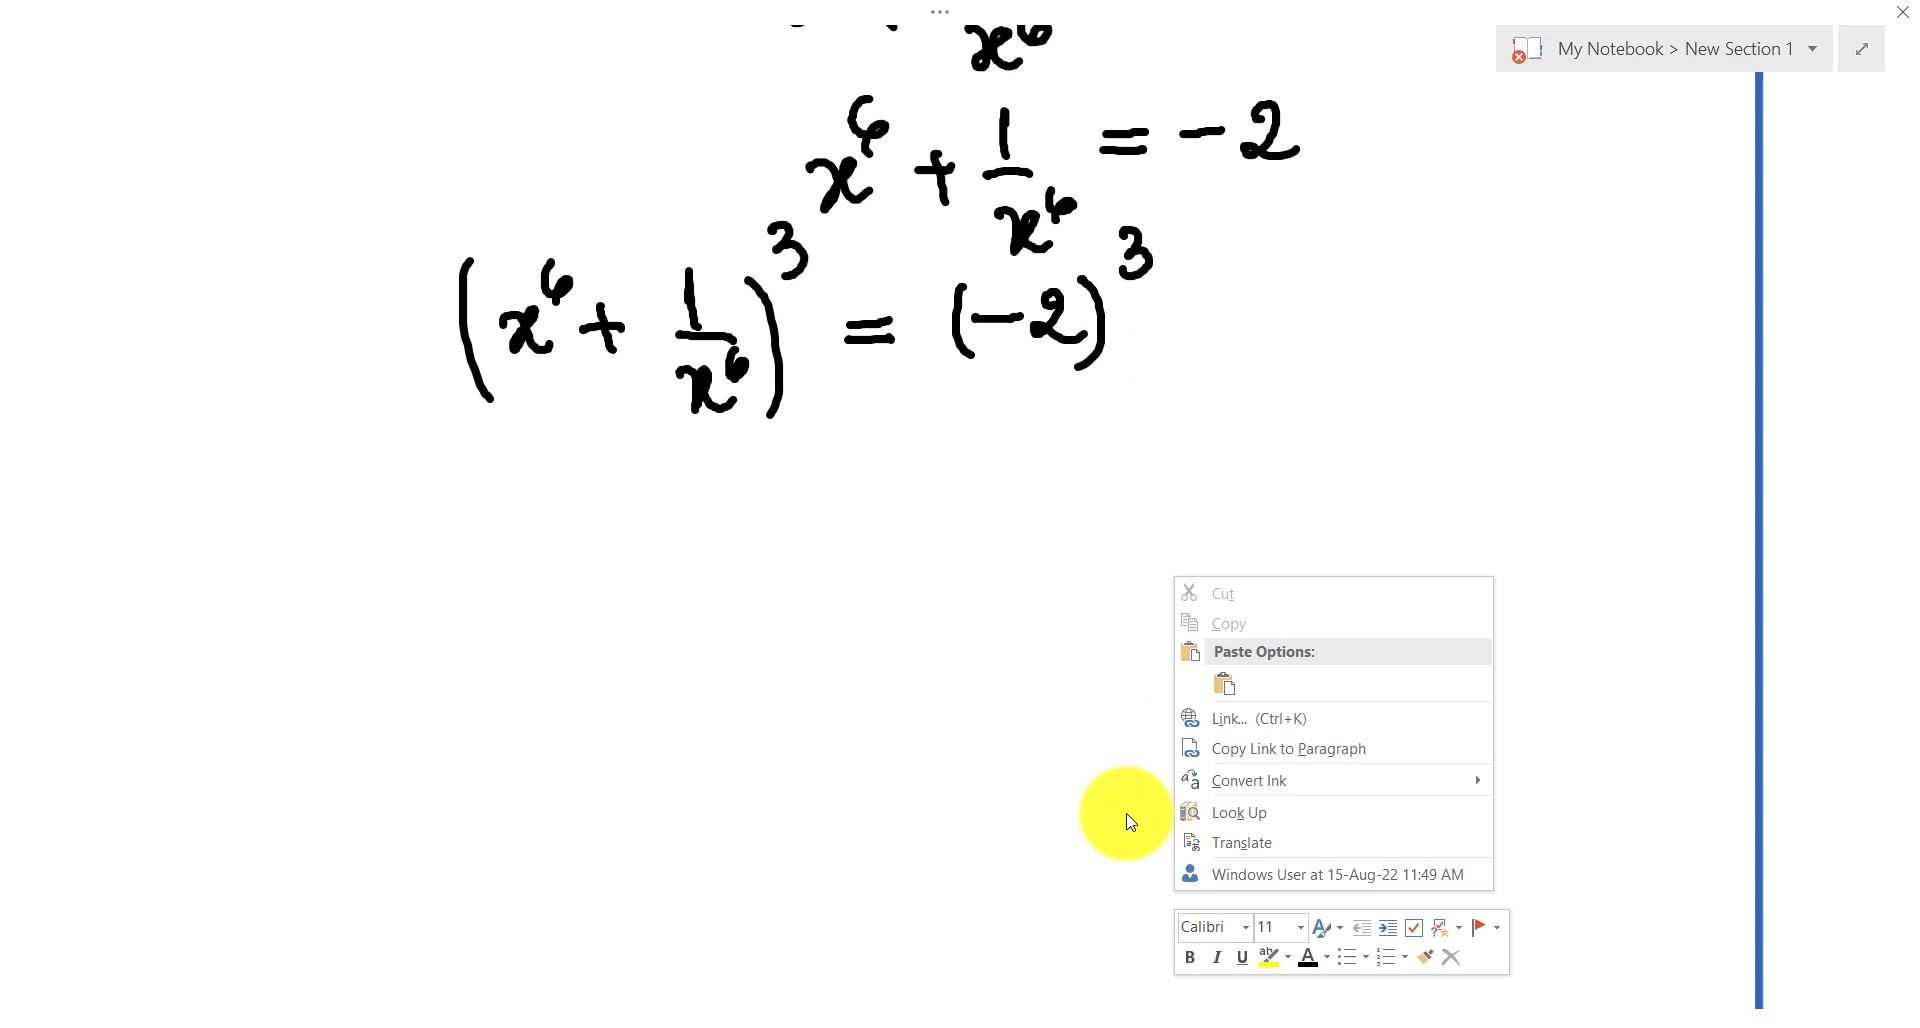 x⁶
My Notebook > New Section 1
x⁶ + 1/x⁶ = -2
(x⁶ + 1/x⁶)³ = (-2)³
Cut
Copy
Paste Options:
Link... (Ctrl+K)
Copy Link to Paragraph
Convert Ink
Look Up
Translate
Windows User at 15-Aug-22 11:49 AM
Calibri 11
B I U ab A